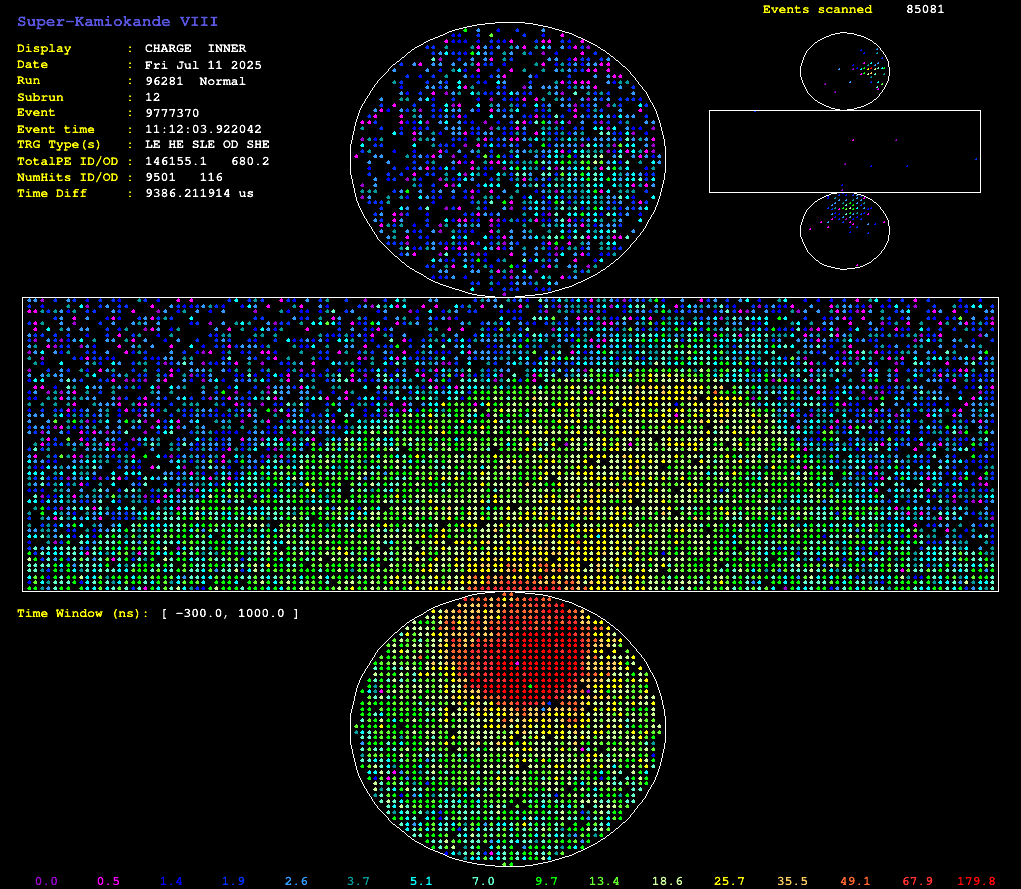 Super-Kamiokande VIII
Events scanned 85081
Display : CHARGE INNER
Date : Fri Jul 11 2025
Run : 96281 Normal
Subrun : 12
Event : 9777370
Event time : 11:12:03.922042
TRG Type(s) : LE HE SLE OD SHE
TotalPE ID/OD : 146155.1 680.2
NumHits ID/OD : 9501 116
Time Diff : 9386.211914 us
Time Window (ns): [ -300.0, 1000.0 ]
0.0 0.5 1.4 1.9 2.6 3.7 5.1 7.0 9.7 13.4 18.6 25.7 35.5 49.1 67.9 179.8